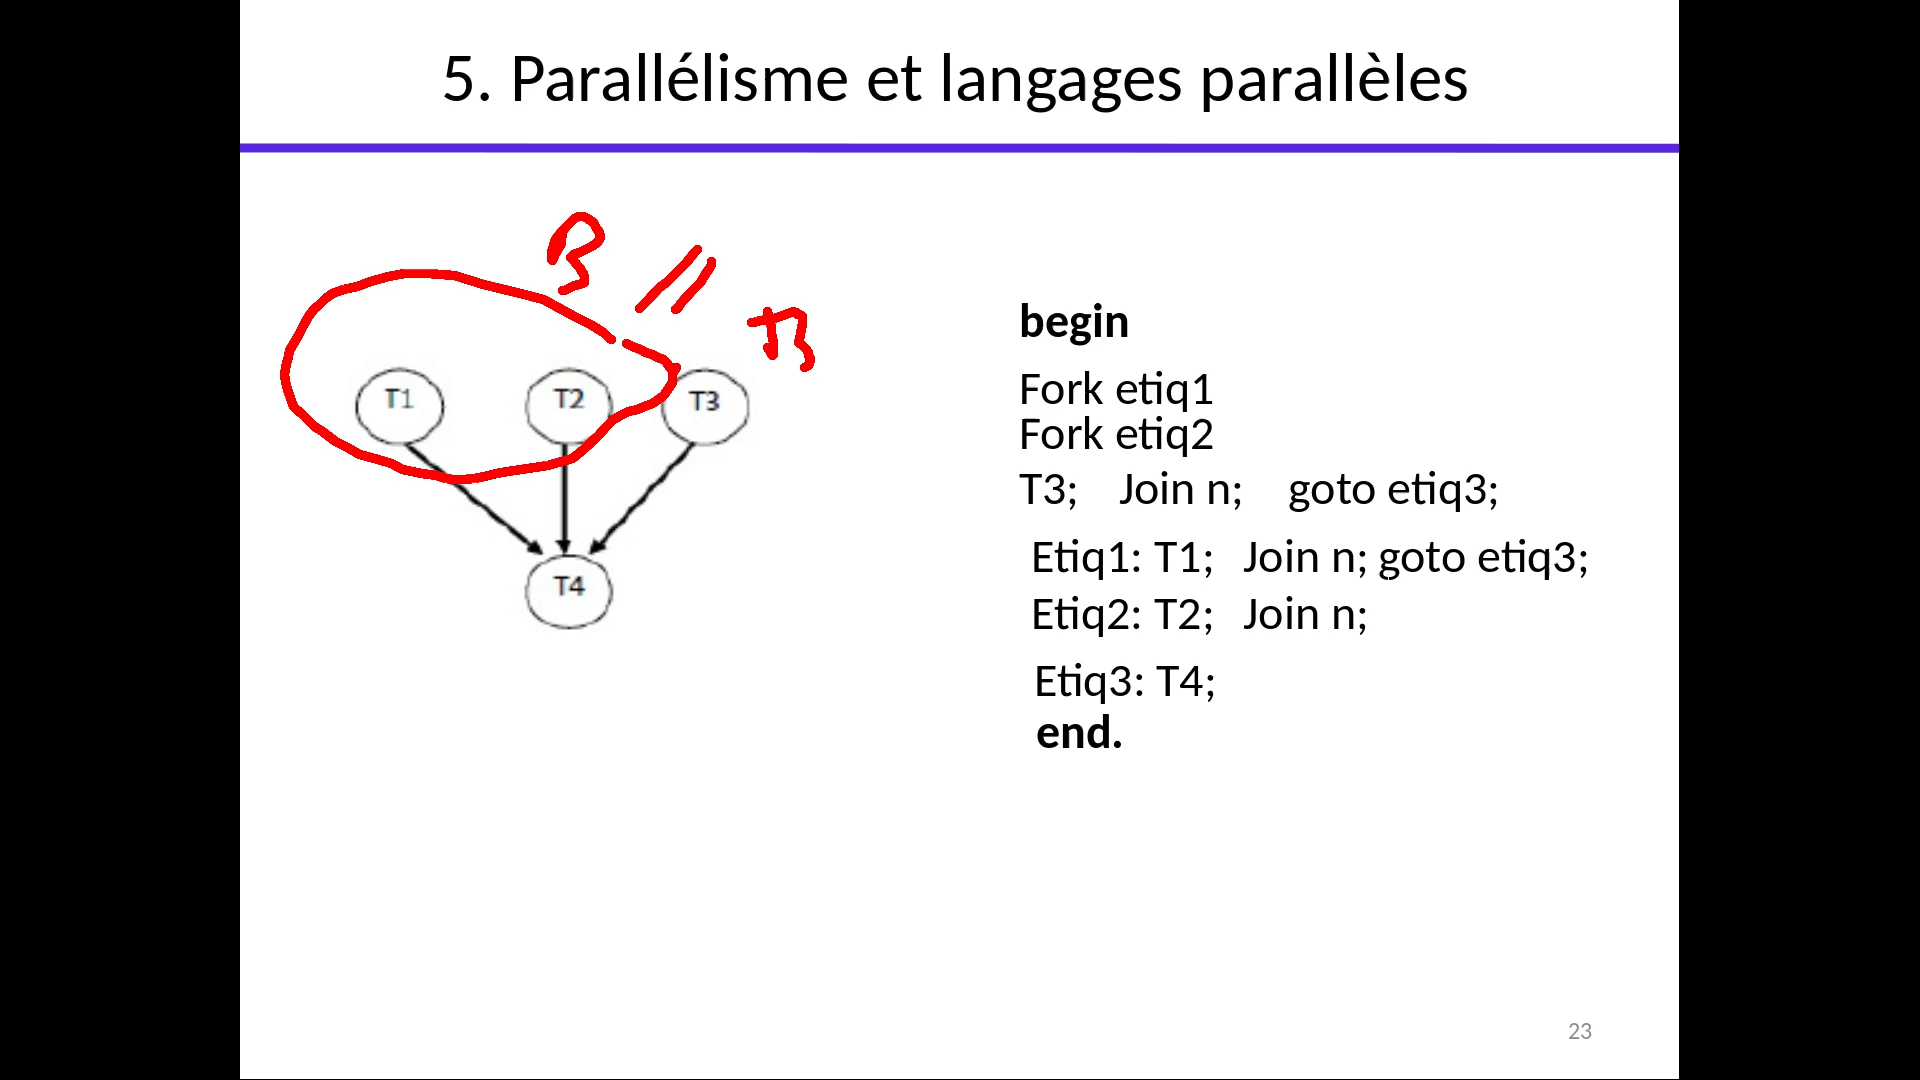 5. Parallélisme et langages parallèles
B // T3
T1 T2 T3
T4
begin
Fork etiq1
Fork etiq2
T3; Join n; goto etiq3;
Etiq1: T1; Join n; goto etiq3;
Etiq2: T2; Join n;
Etiq3: T4;
end.
23